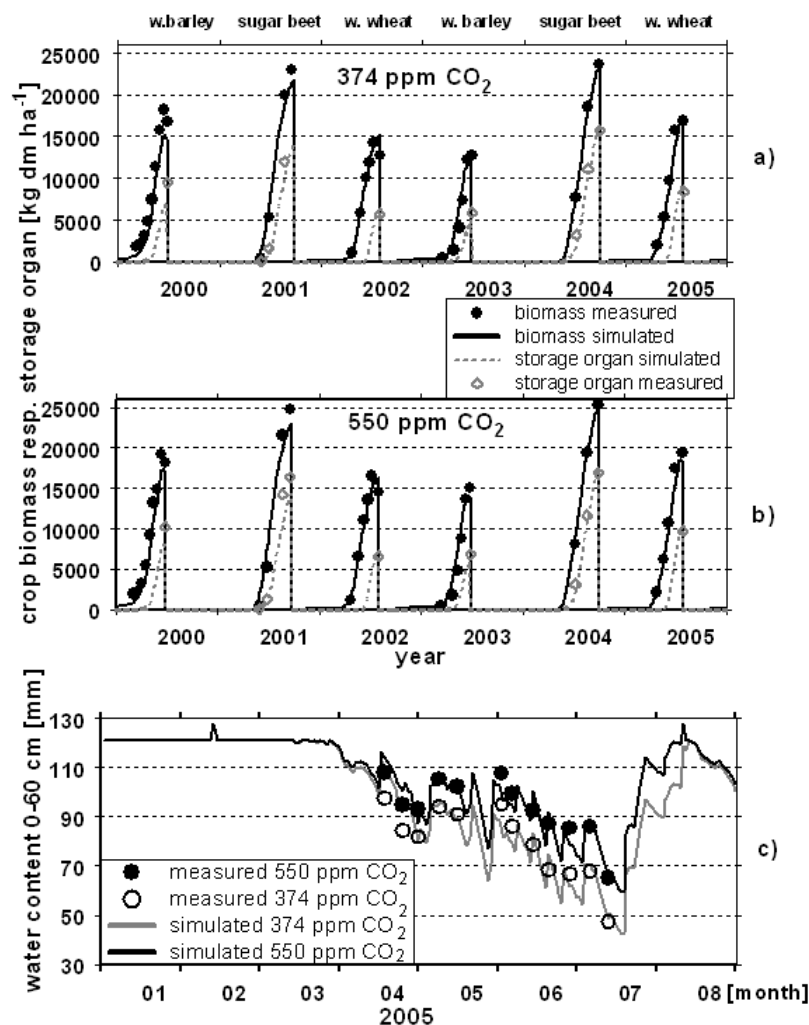 w.barley sugar beet w. wheat w. barley sugar beet w. wheat
crop biomass resp. storage organ [kg dm ha⁻¹]
25000
20000
15000
10000
5000
0
374 ppm CO₂
a)
2000 2001 2002 2003 2004 2005
biomass measured
biomass simulated
storage organ simulated
storage organ measured
25000
20000
15000
10000
5000
0
550 ppm CO₂
b)
2000 2001 2002 2003 2004 2005
year
water content 0-60 cm [mm]
130
110
90
70
50
30
c)
measured 550 ppm CO₂
measured 374 ppm CO₂
simulated 374 ppm CO₂
simulated 550 ppm CO₂
01 02 03 04 05 06 07 08 [month]
2005